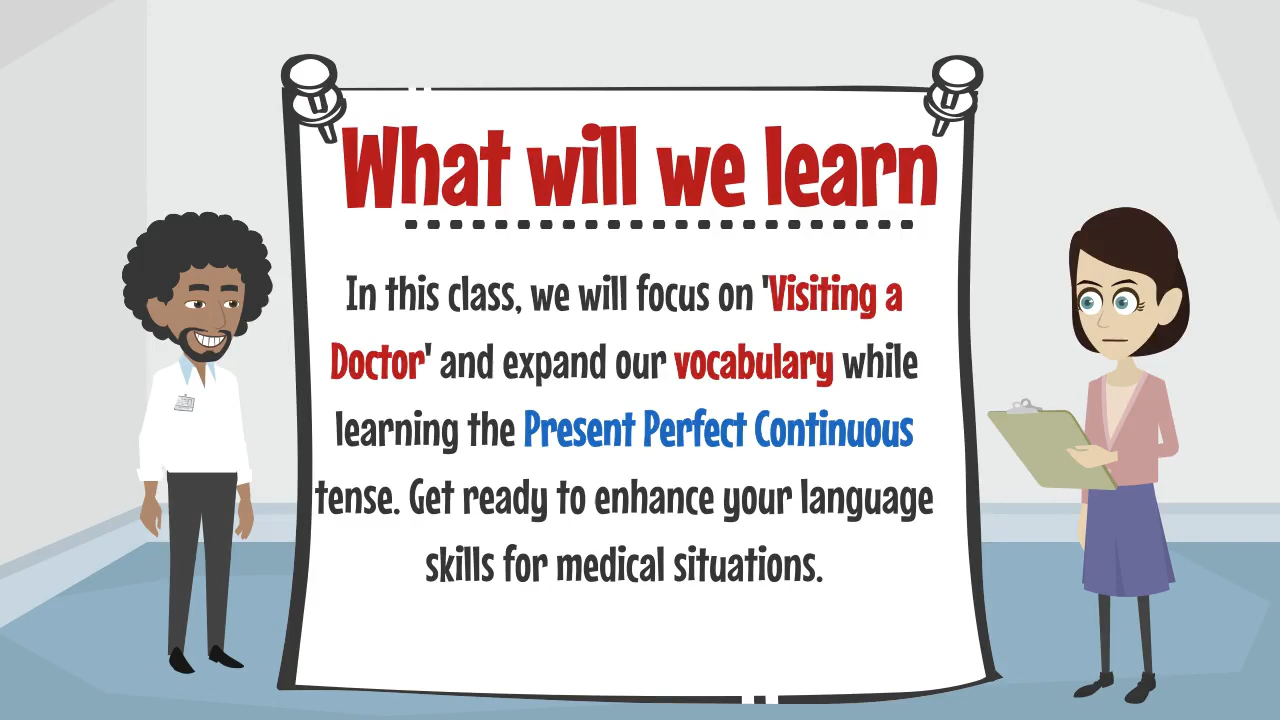 What will we learn
In this class, we will focus on 'Visiting a
Doctor' and expand our vocabulary while
learning the Present Perfect Continuous
tense. Get ready to enhance your language
skills for medical situations.